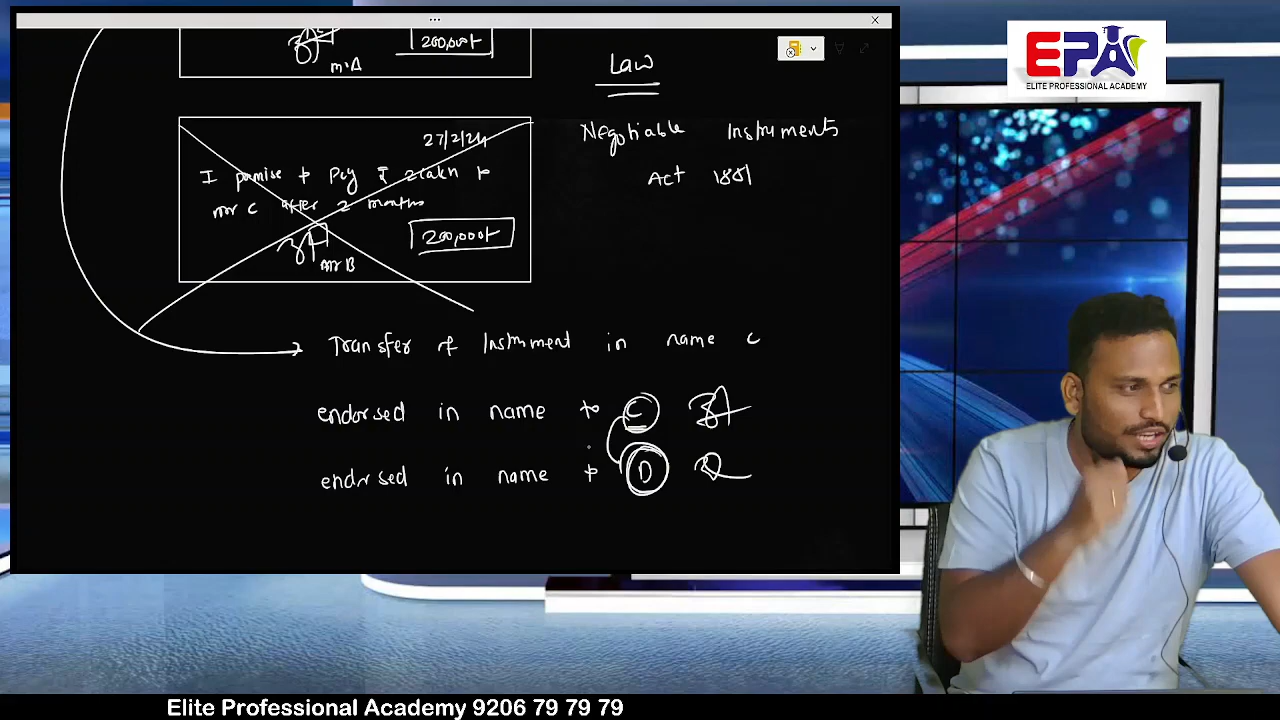 200,000/-
Mr A
Law
Negotiable Instruments
Act 1881
27/2/24
I promise to pay ₹ 2 lakh to
Mr C after 2 months
200,000/-
Mr B
Transfer of Instrument in name C
endorsed in name to C
endorsed in name to D
EPA
ELITE PROFESSIONAL ACADEMY
Elite Professional Academy 9206 79 79 79